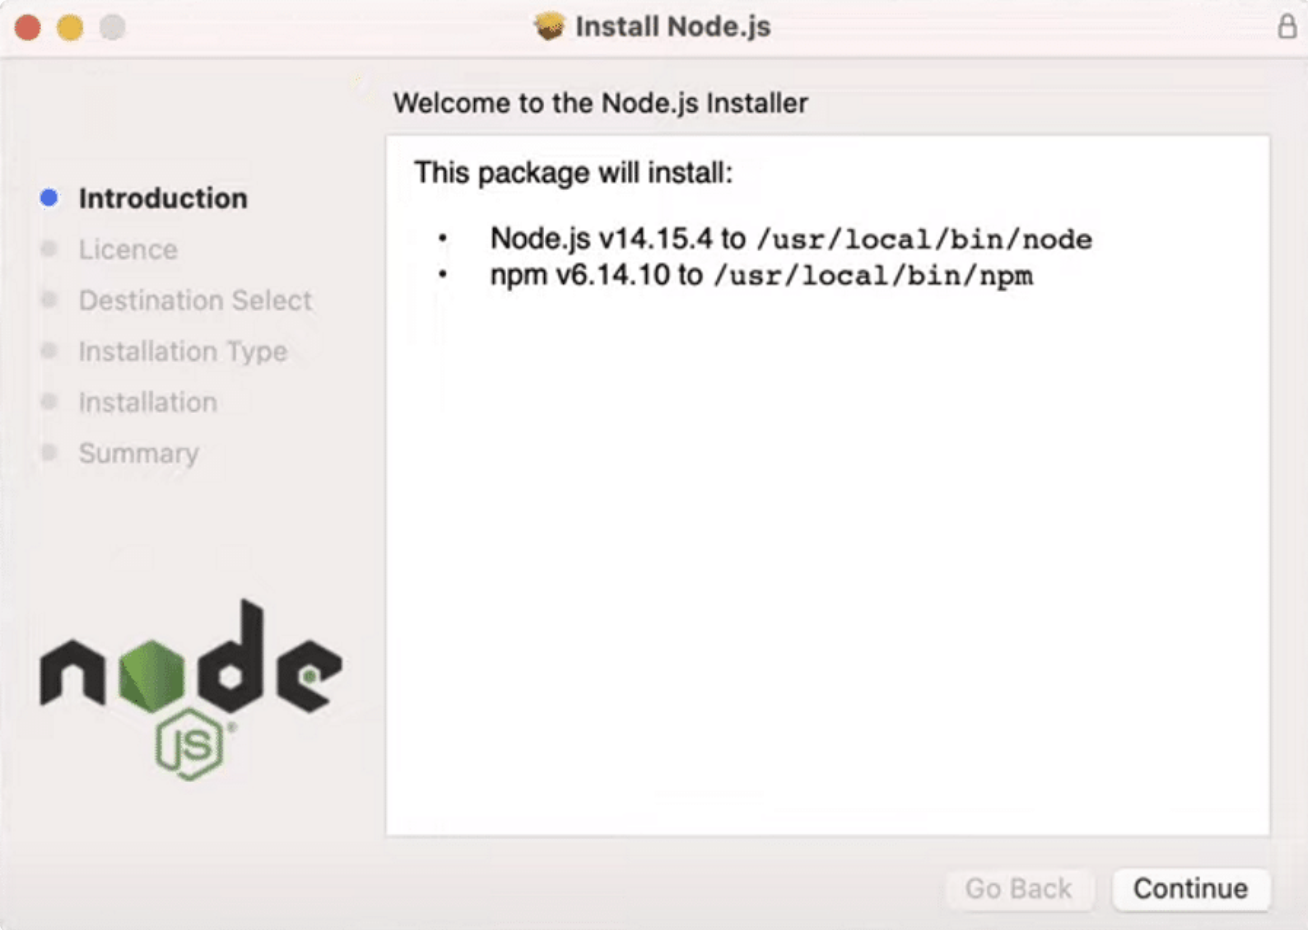 Install Node.js
Welcome to the Node.js Installer
Introduction
Licence
Destination Select
Installation Type
Installation
Summary
This package will install:
• Node.js v14.15.4 to /usr/local/bin/node
• npm v6.14.10 to /usr/local/bin/npm
node
JS®
Go Back
Continue